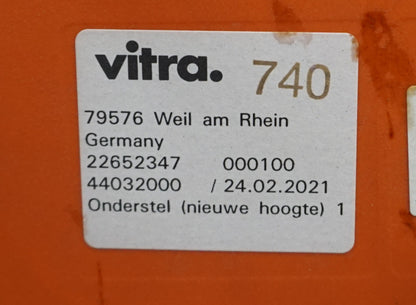 vitra. 740
79576 Weil am Rhein
Germany
22652347 000100
44032000 / 24.02.2021
Onderstel (nieuwe hoogte) 1